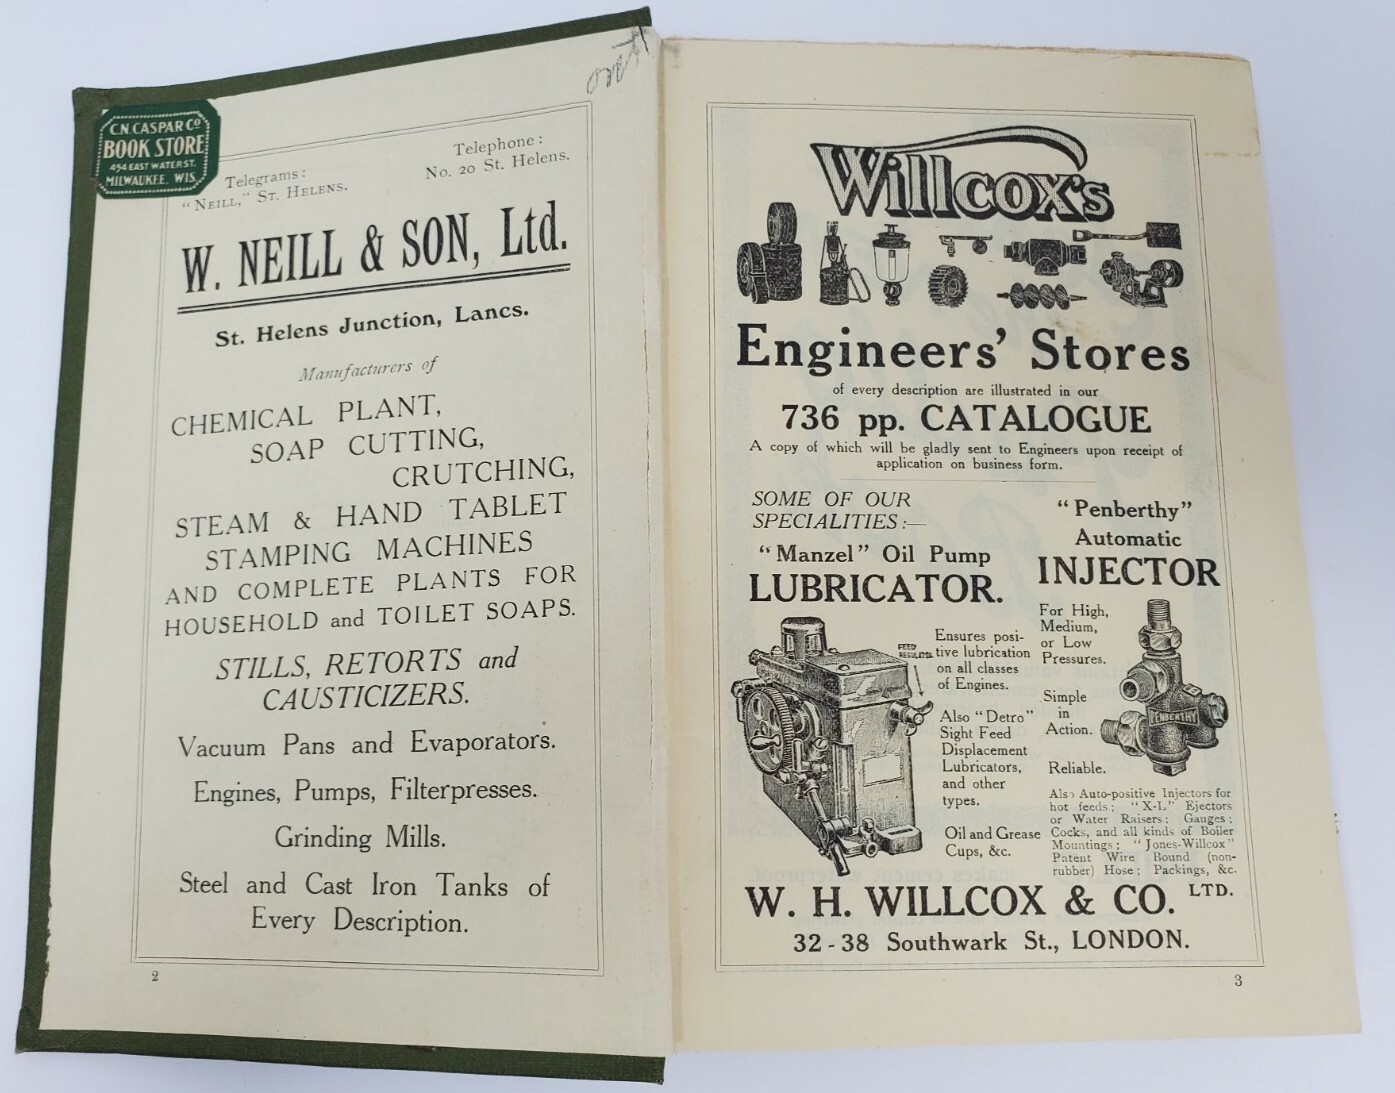 over
C.N. CASPAR Co
BOOK STORE
454 EAST WATER ST.
MILWAUKEE, WIS.
Telegrams:
"NEILL," ST. HELENS.
Telephone:
No. 20 St. Helens.
W. NEILL & SON, Ltd.
St. Helens Junction, Lancs.
Manufacturers of
CHEMICAL PLANT,
SOAP CUTTING,
CRUTCHING,
STEAM & HAND TABLET
STAMPING MACHINES
AND COMPLETE PLANTS FOR
HOUSEHOLD and TOILET SOAPS.
STILLS, RETORTS and
CAUSTICIZERS.
Vacuum Pans and Evaporators.
Engines, Pumps, Filterpresses.
Grinding Mills.
Steel and Cast Iron Tanks of
Every Description.
2
WILLCOX'S
Engineers' Stores
of every description are illustrated in our
736 pp. CATALOGUE
A copy of which will be gladly sent to Engineers upon receipt of
application on business form.
SOME OF OUR
SPECIALITIES:—
"Manzel" Oil Pump
LUBRICATOR.
FEED
REGULATOR
Ensures posi-
tive lubrication
on all classes
of Engines.
Also "Detro"
Sight Feed
Displacement
Lubricators,
and other
types.
Oil and Grease
Cups, &c.
"Penberthy"
Automatic
INJECTOR
For High,
Medium,
or Low
Pressures.
Simple
in
Action.
Reliable.
PENBERTHY
Also Auto-positive Injectors for
hot feeds; "X-L" Ejectors
or Water Raisers; Gauges;
Cocks, and all kinds of Boiler
Mountings; "Jones-Willcox"
Patent Wire Bound (non-
rubber) Hose; Packings, &c.
W. H. WILLCOX & CO. LTD.
32-38 Southwark St., LONDON.
3